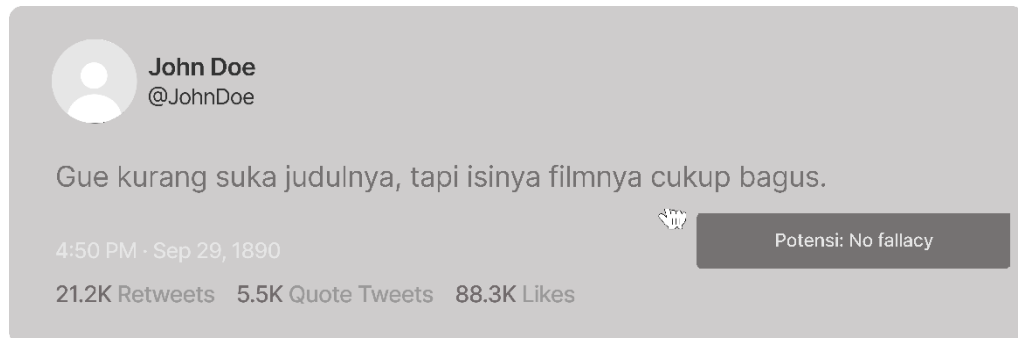 John Doe
@JohnDoe
Gue kurang suka judulnya, tapi isinya filmnya cukup bagus.
Potensi: No fallacy
4:50 PM · Sep 29, 1890
21.2K Retweets 5.5K Quote Tweets 88.3K Likes